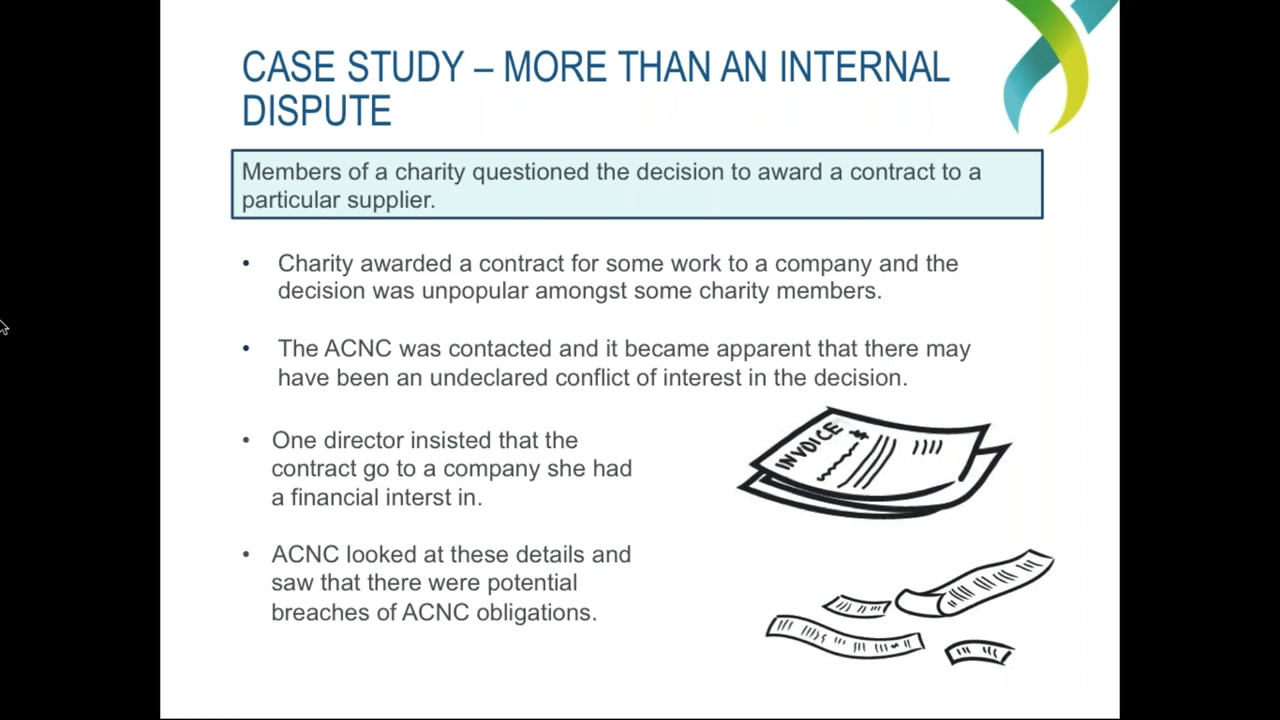 CASE STUDY – MORE THAN AN INTERNAL
DISPUTE
Members of a charity questioned the decision to award a contract to a
particular supplier.
• Charity awarded a contract for some work to a company and the
decision was unpopular amongst some charity members.
• The ACNC was contacted and it became apparent that there may
have been an undeclared conflict of interest in the decision.
• One director insisted that the
contract go to a company she had
a financial interst in.
• ACNC looked at these details and
saw that there were potential
breaches of ACNC obligations.
INVOICE